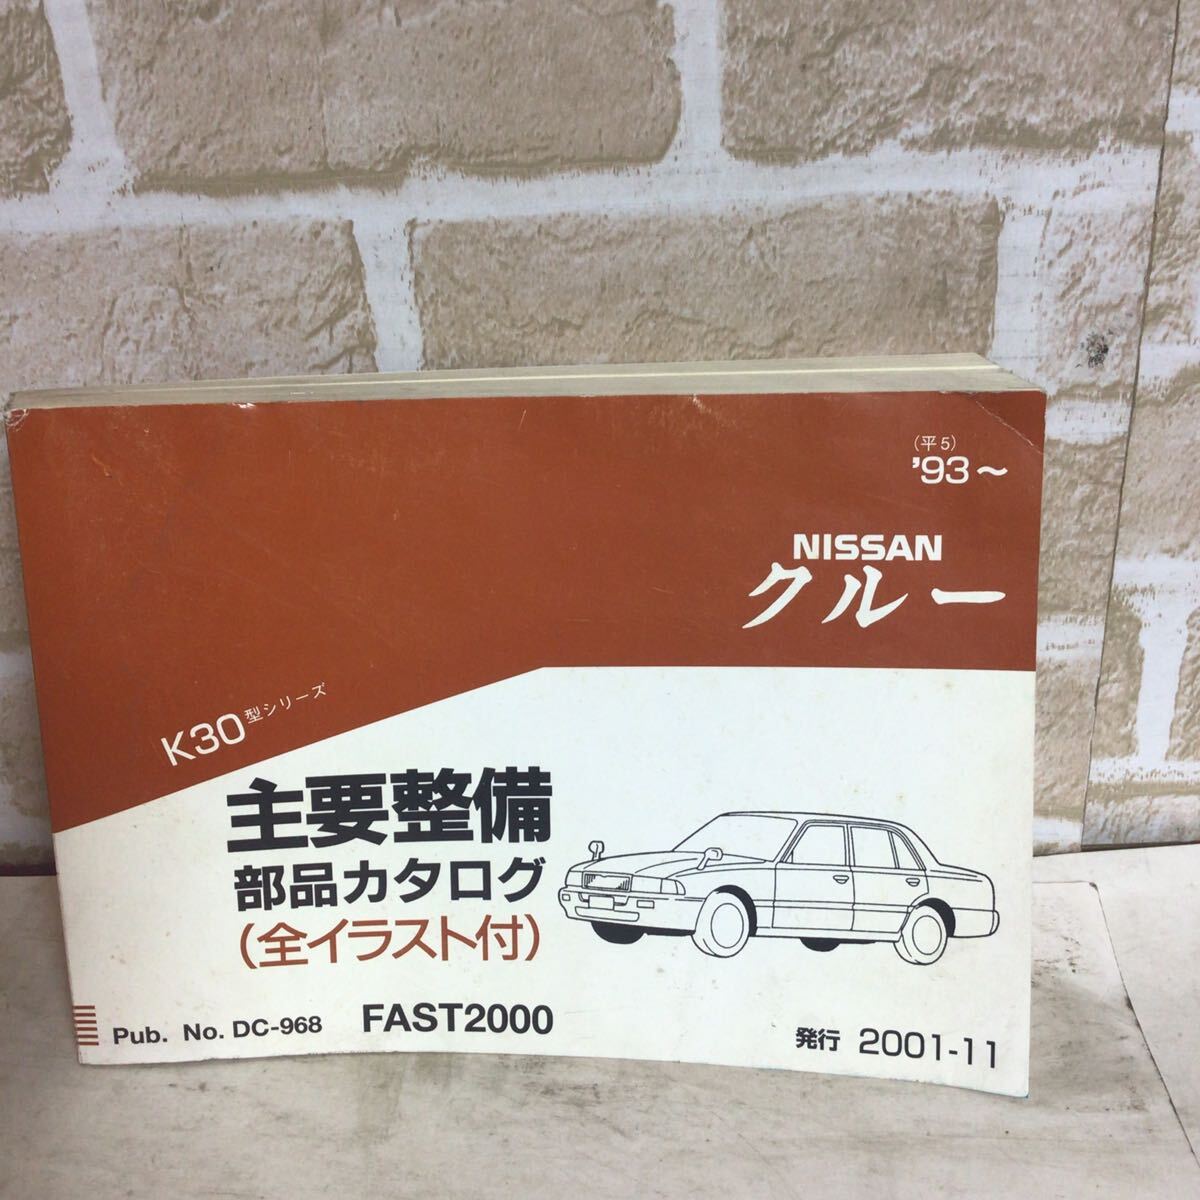 (平5)
'93～
NISSAN
クルー
K30型シリーズ
主要整備
部品カタログ
(全イラスト付)
Pub. No. DC-968 FAST2000
発行 2001-11